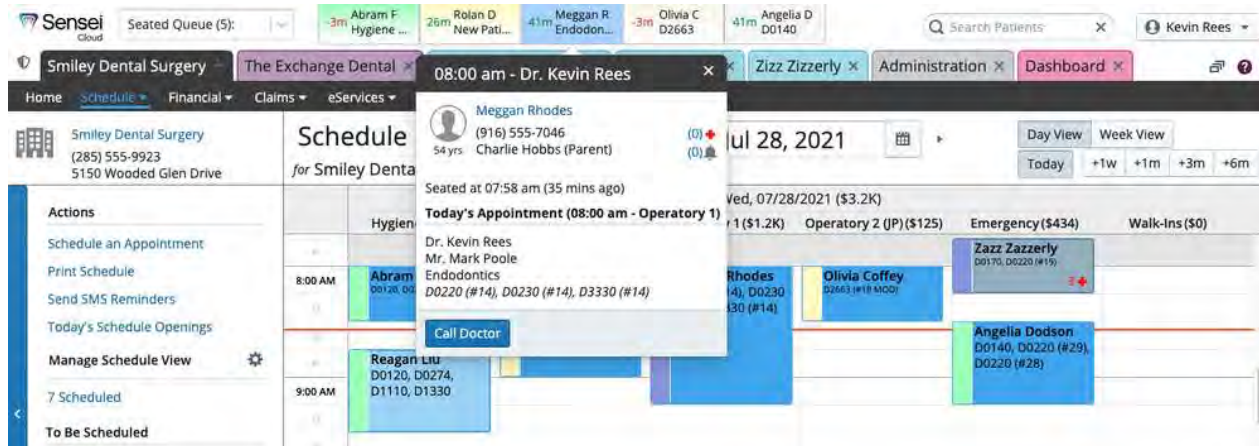 Sensei
Cloud
Seated Queue (5):
-3m Abram F
Hygiene ...
26m Rolan D
New Pati...
41m Meggan R
Endodon...
-3m Olivia C
D2663
41m Angelia D
D0140
Search Patients
Kevin Rees
Smiley Dental Surgery
The Exchange Dental
Zizz Zizzerly
Administration
Dashboard
Home Schedule Financial Claims eServices
Smiley Dental Surgery
(285) 555-9923
5150 Wooded Glen Drive
Schedule
for Smiley Denta
ul 28, 2021
Day View Week View
Today +1w +1m +3m +6m
08:00 am - Dr. Kevin Rees
Meggan Rhodes
(916) 555-7046 (0)
54 yrs Charlie Hobbs (Parent) (0)
Seated at 07:58 am (35 mins ago)
Today's Appointment (08:00 am - Operatory 1)
Dr. Kevin Rees
Mr. Mark Poole
Endodontics
D0220 (#14), D0230 (#14), D3330 (#14)
Call Doctor
Actions
Schedule an Appointment
Print Schedule
Send SMS Reminders
Today's Schedule Openings
Manage Schedule View
7 Scheduled
To Be Scheduled
Wed, 07/28/2021 ($3.2K)
Hygien
1 ($1.2K) Operatory 2 (JP) ($125) Emergency ($434) Walk-Ins ($0)
8:00 AM
9:00 AM
Abram
D0120, D0
Rhodes
4), D0230
330 (#14)
Olivia Coffey
D2663 (#18 MOD)
Zazz Zazzerly
D0170, D0220 (#15)
Angelia Dodson
D0140, D0220 (#29),
D0220 (#28)
Reagan Liu
D0120, D0274,
D1110, D1330